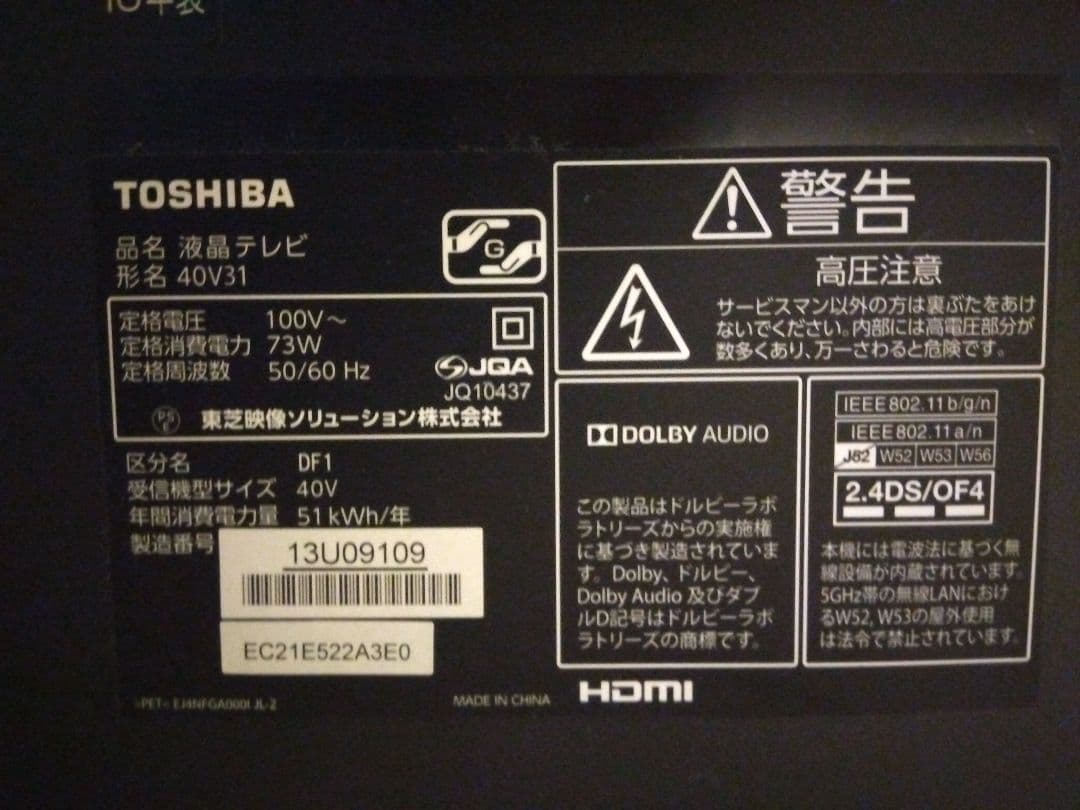 TOSHIBA
品名 液晶テレビ
形名 40V31
G
定格電圧 100V～
定格消費電力 73W
定格周波数 50/60 Hz
JQA
JQ10437
PSE
東芝映像ソリューション株式会社
区分名 DF1
受信機型サイズ 40V
年間消費電力量 51kWh/年
製造番号
13U09109
EC21E522A3E0
>PET< EJ4NFGA000I JL-2
MADE IN CHINA
警告
高圧注意
サービスマン以外の方は裏ぶたをあけ
ないでください。内部には高電圧部分が
数多くあり、万一さわると危険です。
DOLBY AUDIO
この製品はドルビーラボ
ラトリーズからの実施権
に基づき製造されていま
す。Dolby、ドルビー、
Dolby Audio 及びダブ
ルD記号はドルビーラボ
ラトリーズの商標です。
HDMI
IEEE802.11b/g/n
IEEE802.11a/n
J52 W52 W53 W56
2.4DS/OF4
本機には電波法に基づく無
線設備が内蔵されています。
5GHz帯の無線LANにおけ
るW52, W53の屋外使用
は法令で禁止されています。